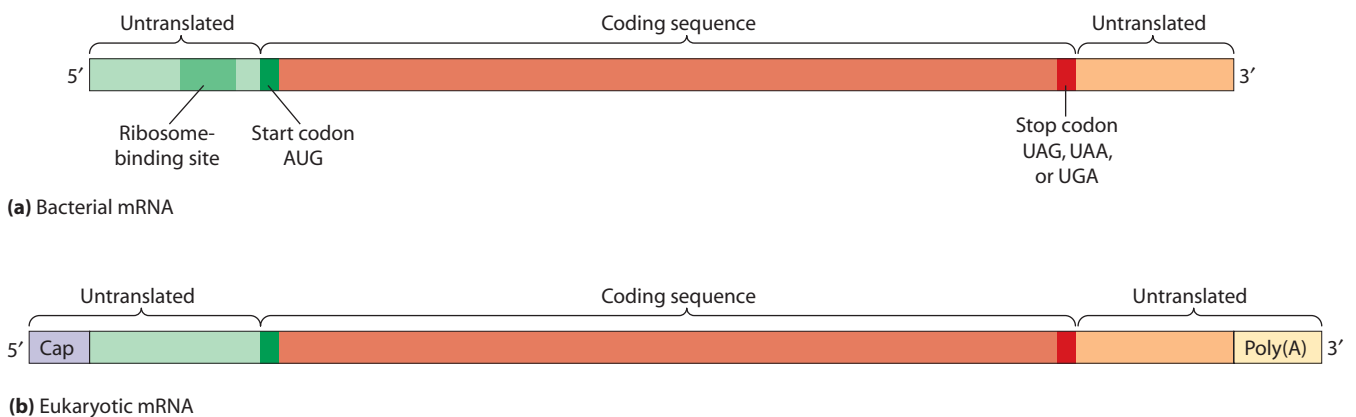 Untranslated
Coding sequence
Untranslated
5′
3′
Ribosome-
binding site
Start codon
AUG
Stop codon
UAG, UAA,
or UGA
(a) Bacterial mRNA
Untranslated
Coding sequence
Untranslated
5′
Cap
Poly(A)
3′
(b) Eukaryotic mRNA